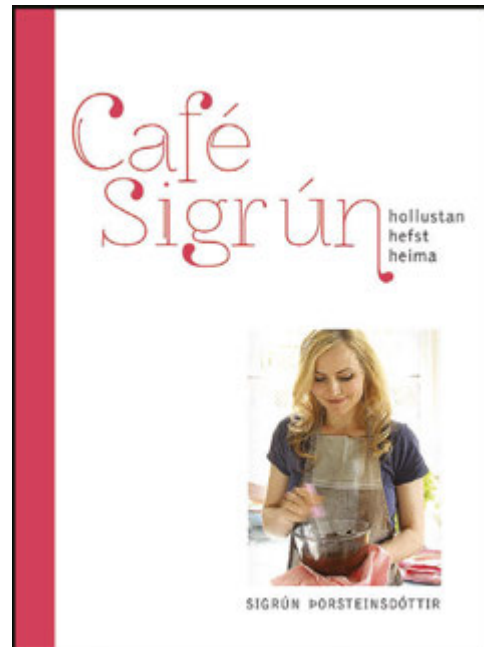 Café
Sigrún
hollustan
hefst
heima
SIGRÚN ÞORSTEINSDÓTTIR